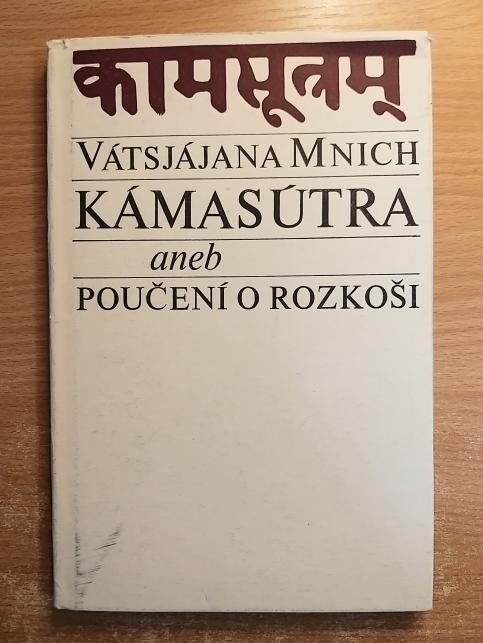 कामसूत्रम्
VÁTSJÁJANA MNICH
KÁMASÚTRA
aneb
POUČENÍ O ROZKOŠI